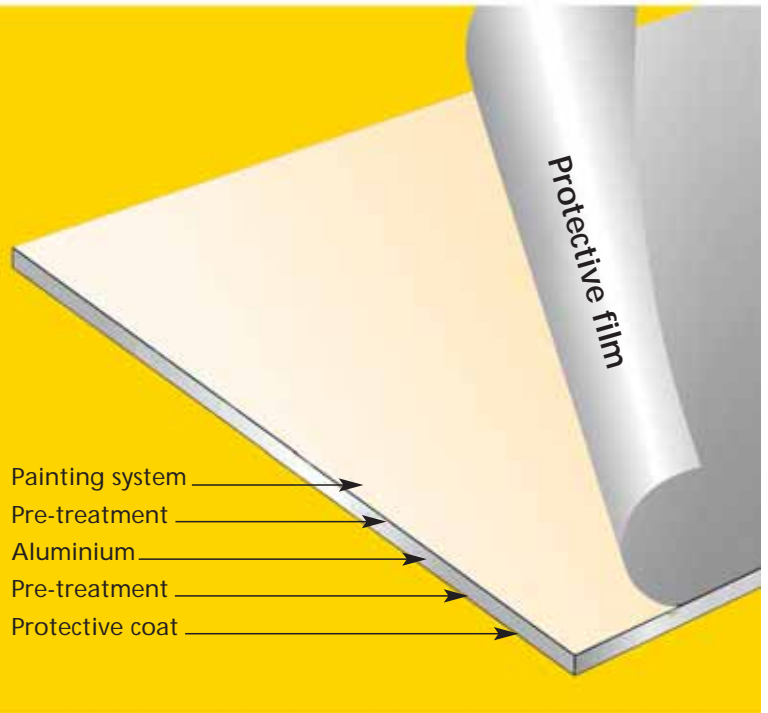 Protective film
Painting system
Pre-treatment
Aluminium
Pre-treatment
Protective coat